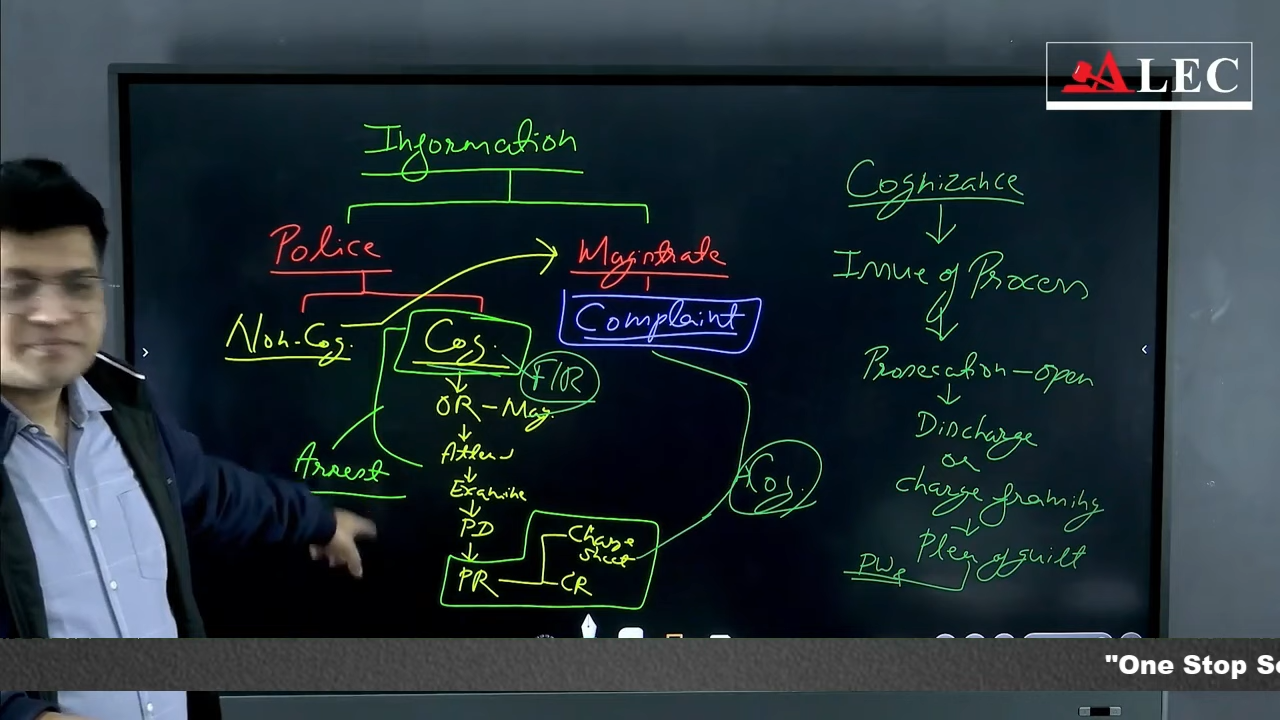 ALEC
Information
Police
Magistrate
Non-Cog.
Cog.
Complaint
FIR
OR - Mag.
Arrest
Atten
Examine
PD
PR
Charge
Sheet
CR
Cog.
Cognizance
Issue of Process
Prosecution - open
Discharge
or
charge framing
Plea of guilt
PWs
"One Stop So